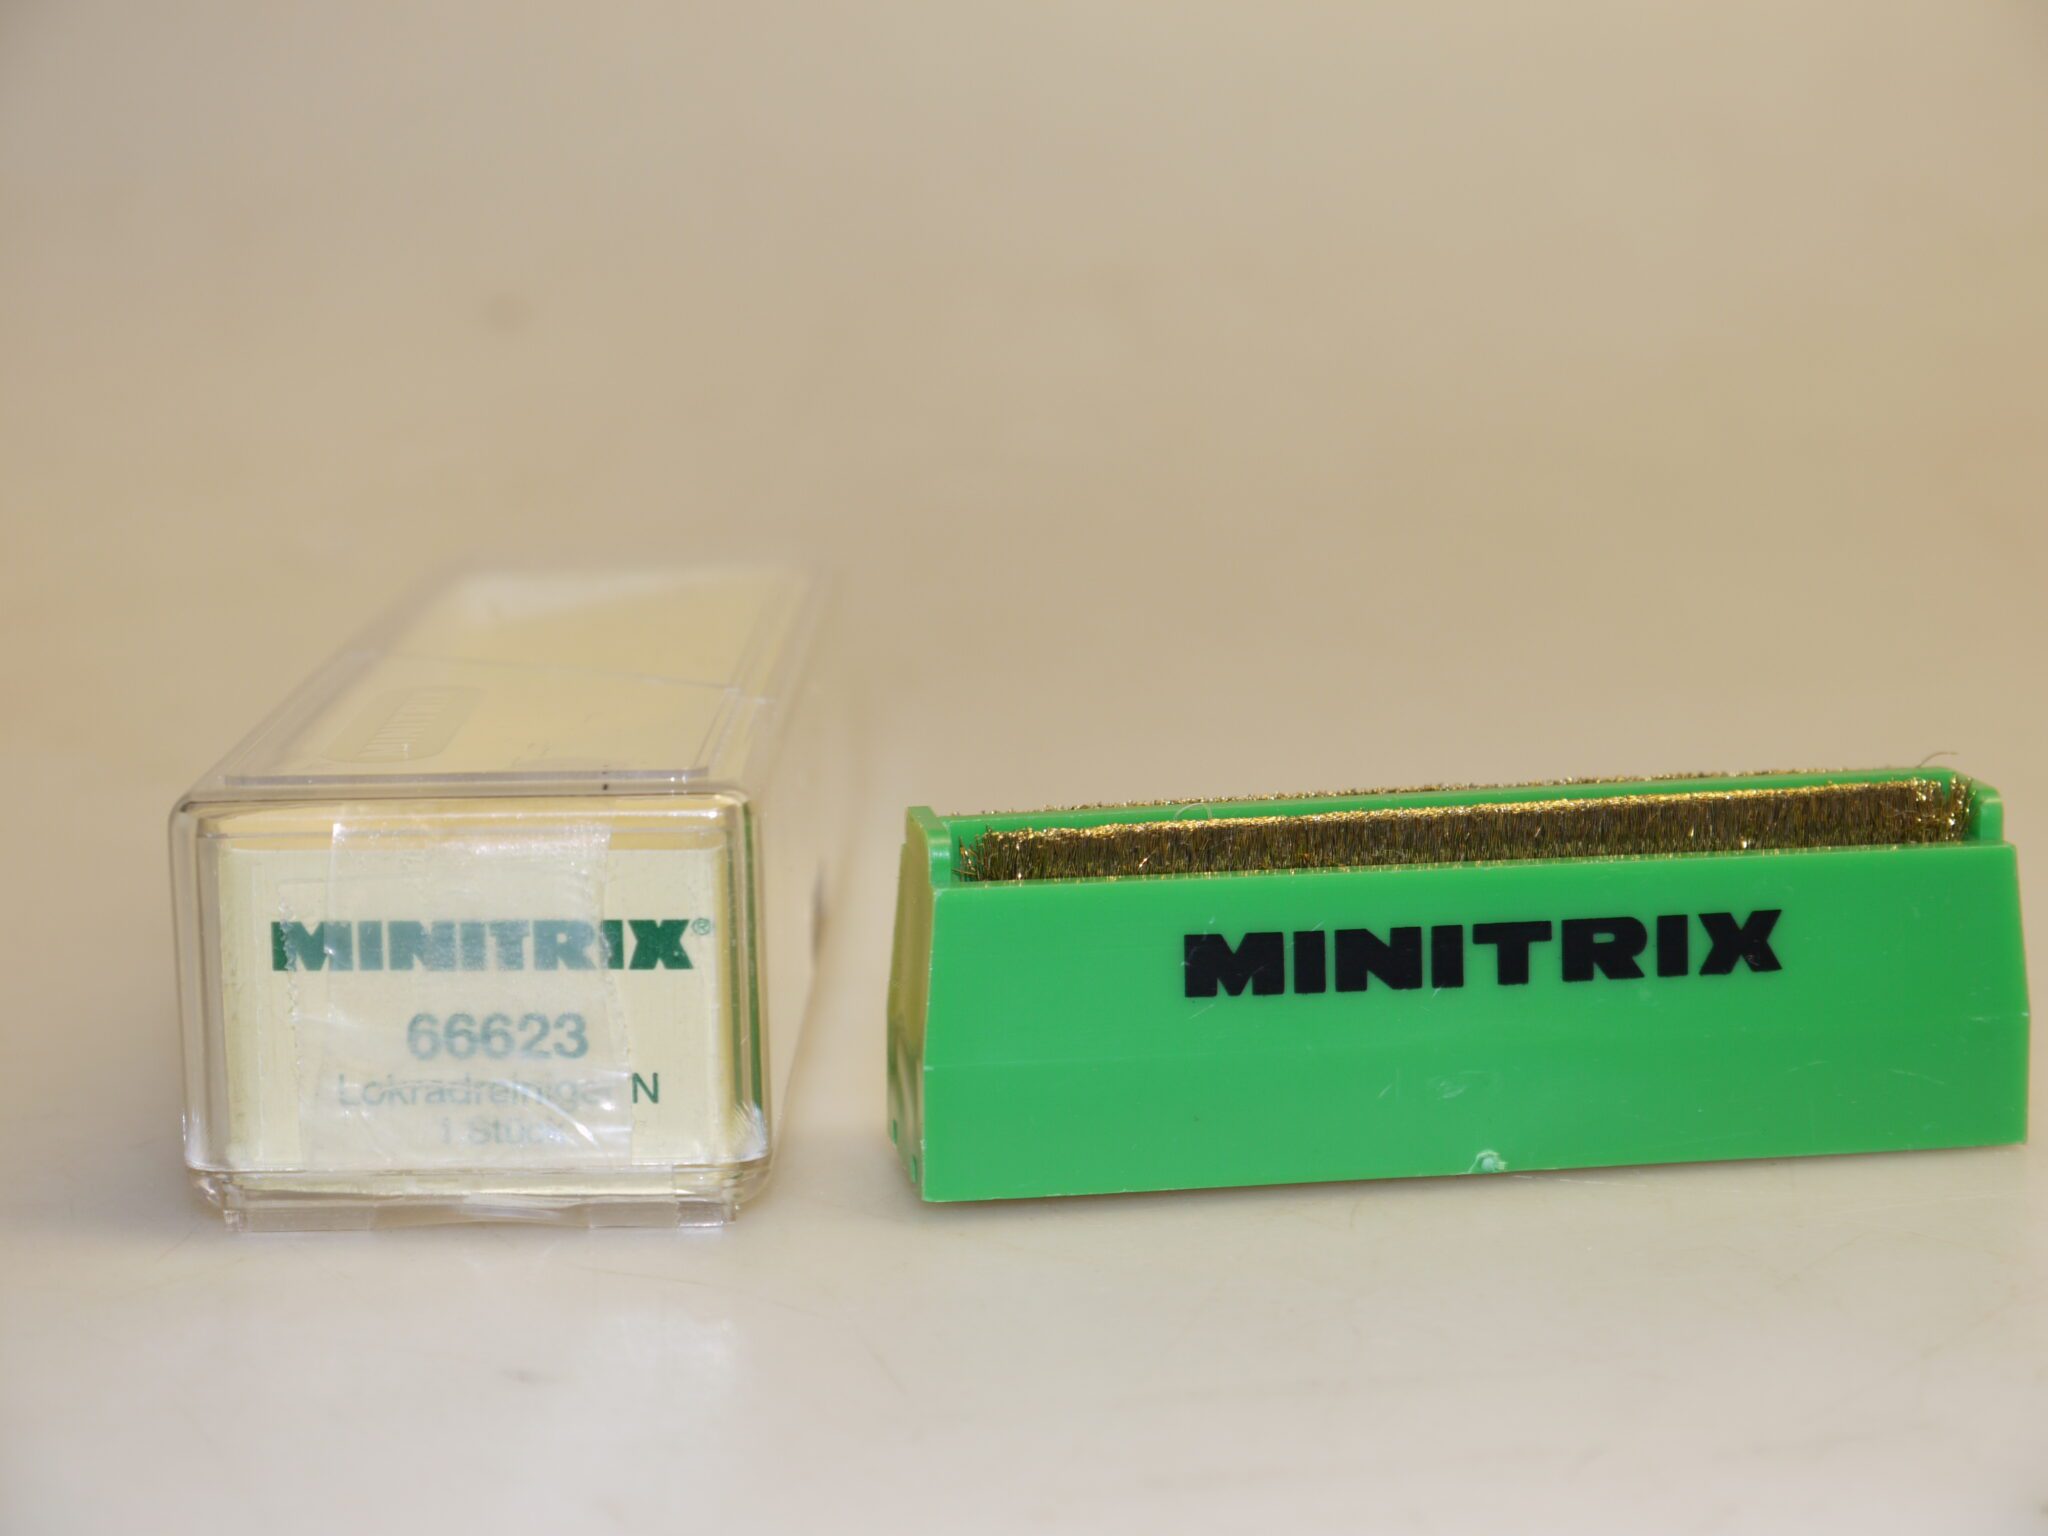 MINITRIX®
66623
Lokradreiniger N
1 Stück
MINITRIX